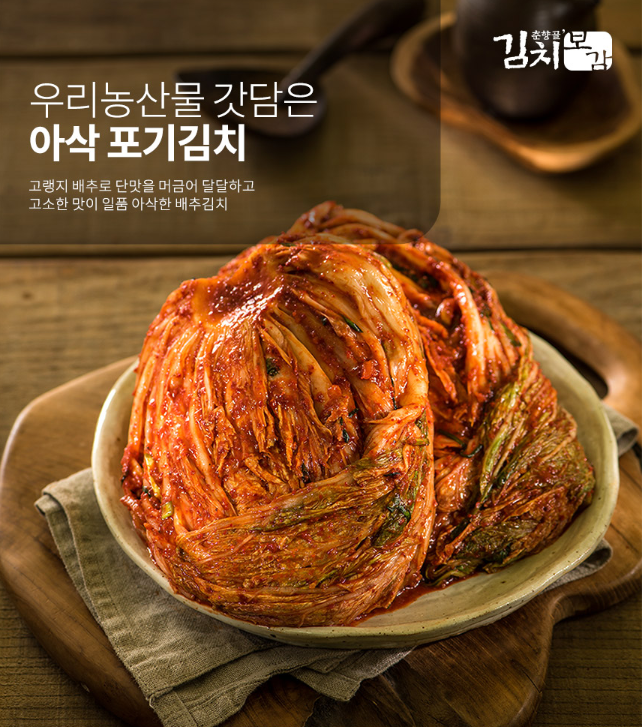 춘향골
김치모감
우리농산물 갓담은
아삭 포기김치
고랭지 배추로 단맛을 머금어 달달하고
고소한 맛이 일품 아삭한 배추김치